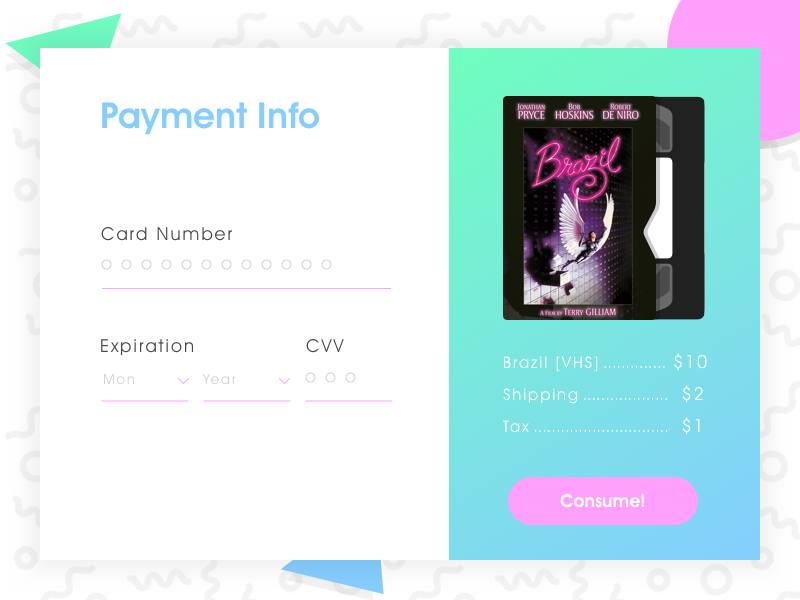 Payment Info
Card Number
Expiration CVV
Mon Year
JONATHAN PRYCE BOB HOSKINS ROBERT DE NIRO
Brazil
A FILM BY TERRY GILLIAM
Brazil [VHS] ............. $10
Shipping ................... $2
Tax .............................. $1
Consume!